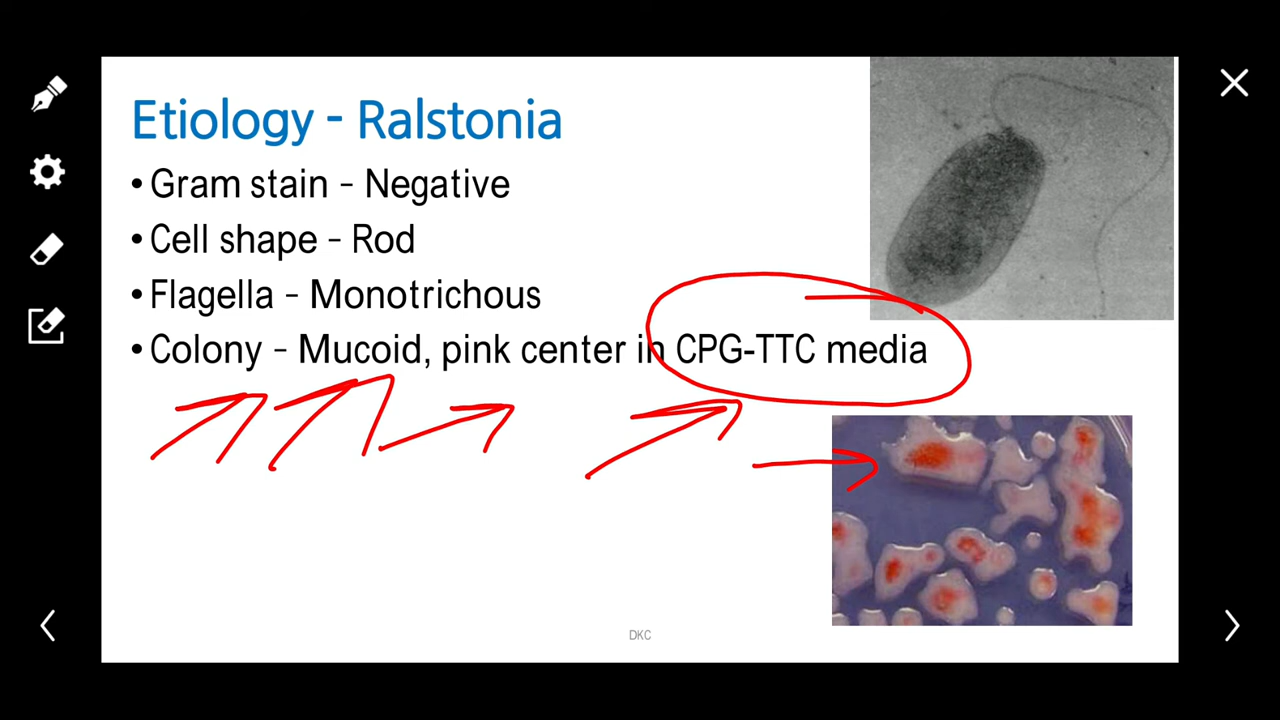 Etiology - Ralstonia
• Gram stain - Negative
• Cell shape - Rod
• Flagella - Monotrichous
• Colony - Mucoid, pink center in CPG-TTC media
DKC